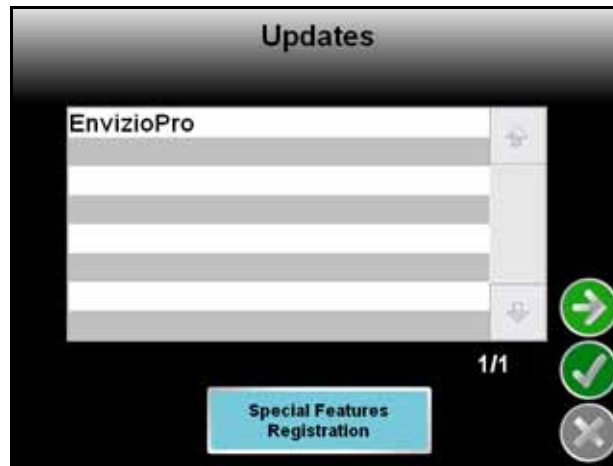 Updates
EnvizioPro
1/1
Special Features
Registration